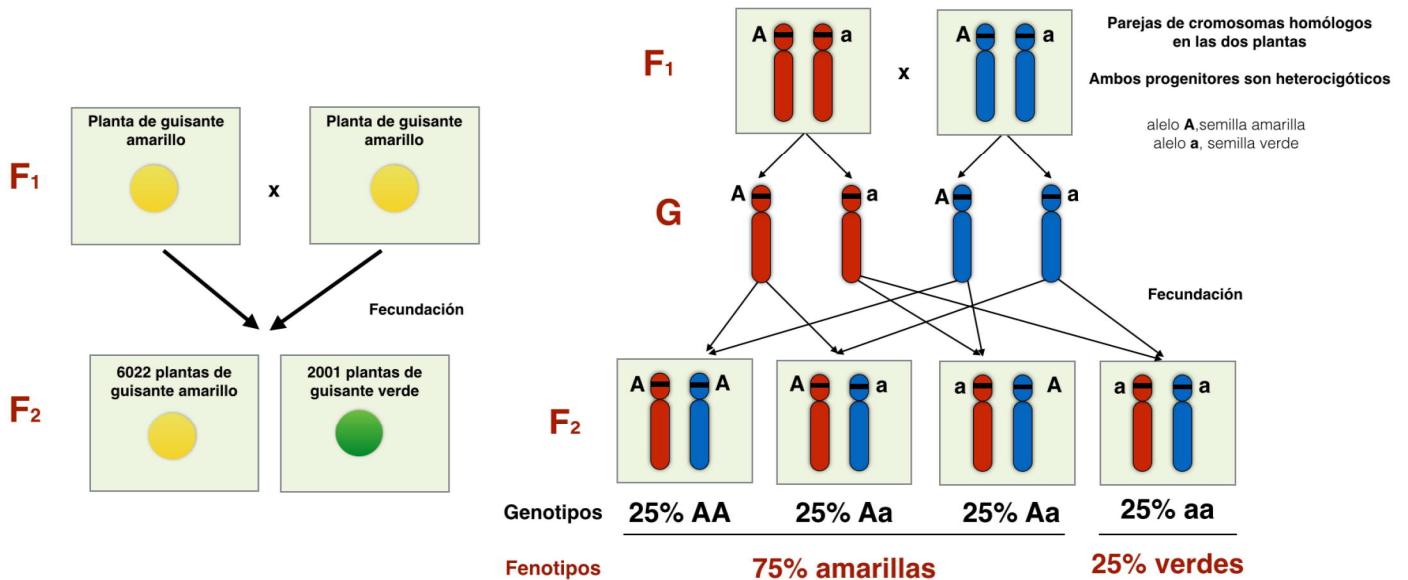 Planta de guisante
amarillo
Planta de guisante
amarillo
F1
x
Fecundación
6022 plantas de
guisante amarillo
2001 plantas de
guisante verde
F2
Parejas de cromosomas homólogos
en las dos plantas
Ambos progenitores son heterocigóticos
alelo A,semilla amarilla
alelo a, semilla verde
F1
A
a
x
A
a
G
A
a
A
a
Fecundación
F2
A
A
A
a
a
A
a
a
Genotipos
25% AA
25% Aa
25% Aa
25% aa
Fenotipos
75% amarillas
25% verdes